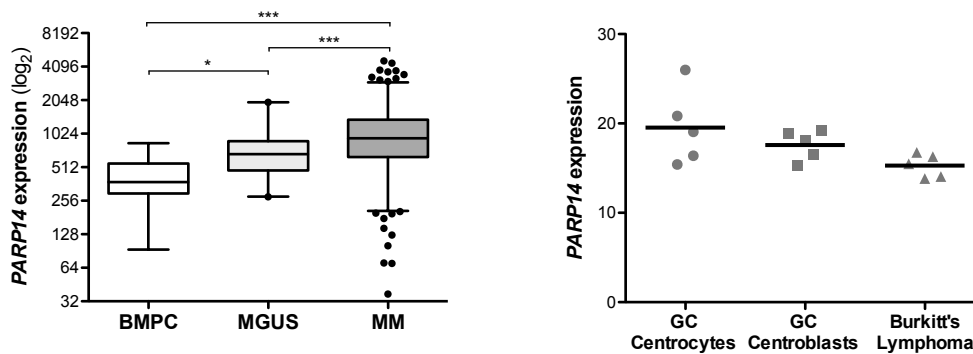 PARP14 expression (log2)
8192
4096
2048
1024
512
256
128
64
32
***
***
*
BMPC
MGUS
MM
PARP14 expression
30
20
10
0
GC
Centrocytes
GC
Centroblasts
Burkitt's
Lymphoma